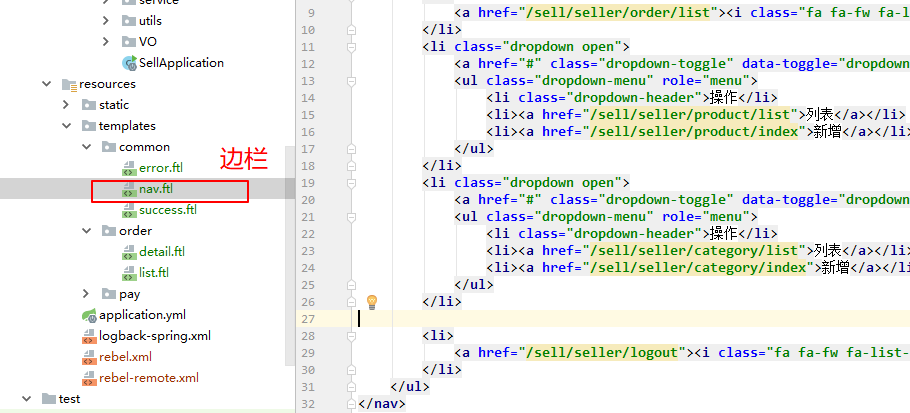 service
utils
VO
SellApplication
resources
static
templates
common
error.ftl
nav.ftl
success.ftl
order
detail.ftl
list.ftl
pay
application.yml
logback-spring.xml
rebel.xml
rebel-remote.xml
test
边栏
9 <a href="/sell/seller/order/list"><i class="fa fa-fw fa-l
10 </li>
11 <li class="dropdown open">
12 <a href="#" class="dropdown-toggle" data-toggle="dropdown
13 <ul class="dropdown-menu" role="menu">
14 <li class="dropdown-header">操作</li>
15 <li><a href="/sell/seller/product/list">列表</a></li>
16 <li><a href="/sell/seller/product/index">新增</a></li
17 </ul>
18 </li>
19 <li class="dropdown open">
20 <a href="#" class="dropdown-toggle" data-toggle="dropdown
21 <ul class="dropdown-menu" role="menu">
22 <li class="dropdown-header">操作</li>
23 <li><a href="/sell/seller/category/list">列表</a></li
24 <li><a href="/sell/seller/category/index">新增</a></l
25 </ul>
26 </li>
27
28 <li>
29 <a href="/sell/seller/logout"><i class="fa fa-fw fa-list-
30 </li>
31 </ul>
32 </nav>